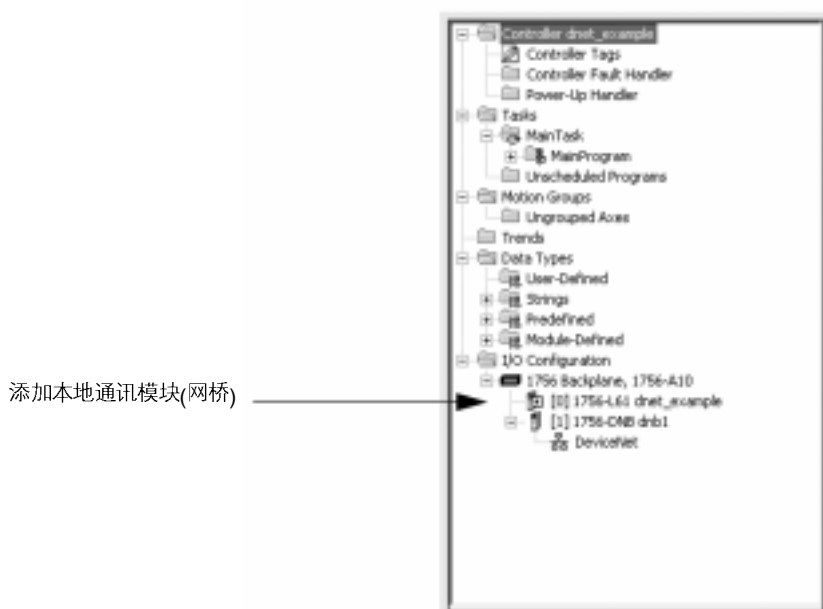 Controller dnet_example
Controller Tags
Controller Fault Handler
Power-Up Handler
Tasks
MainTask
MainProgram
Unscheduled Programs
Motion Groups
Ungrouped Axes
Trends
Data Types
User-Defined
Strings
Predefined
Module-Defined
I/O Configuration
1756 Backplane, 1756-A10
添加本地通讯模块(网桥)
[0] 1756-L61 dnet_example
[1] 1756-DNB dnb1
DeviceNet